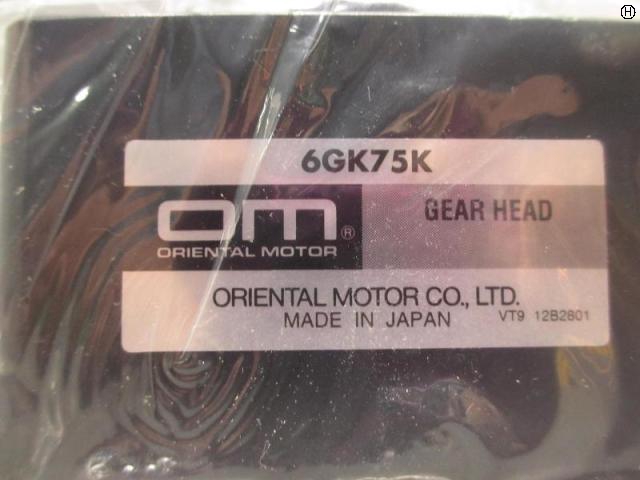 H
6GK75K
om®
ORIENTAL MOTOR
GEAR HEAD
ORIENTAL MOTOR CO., LTD.
MADE IN JAPAN
VT9 12B2801